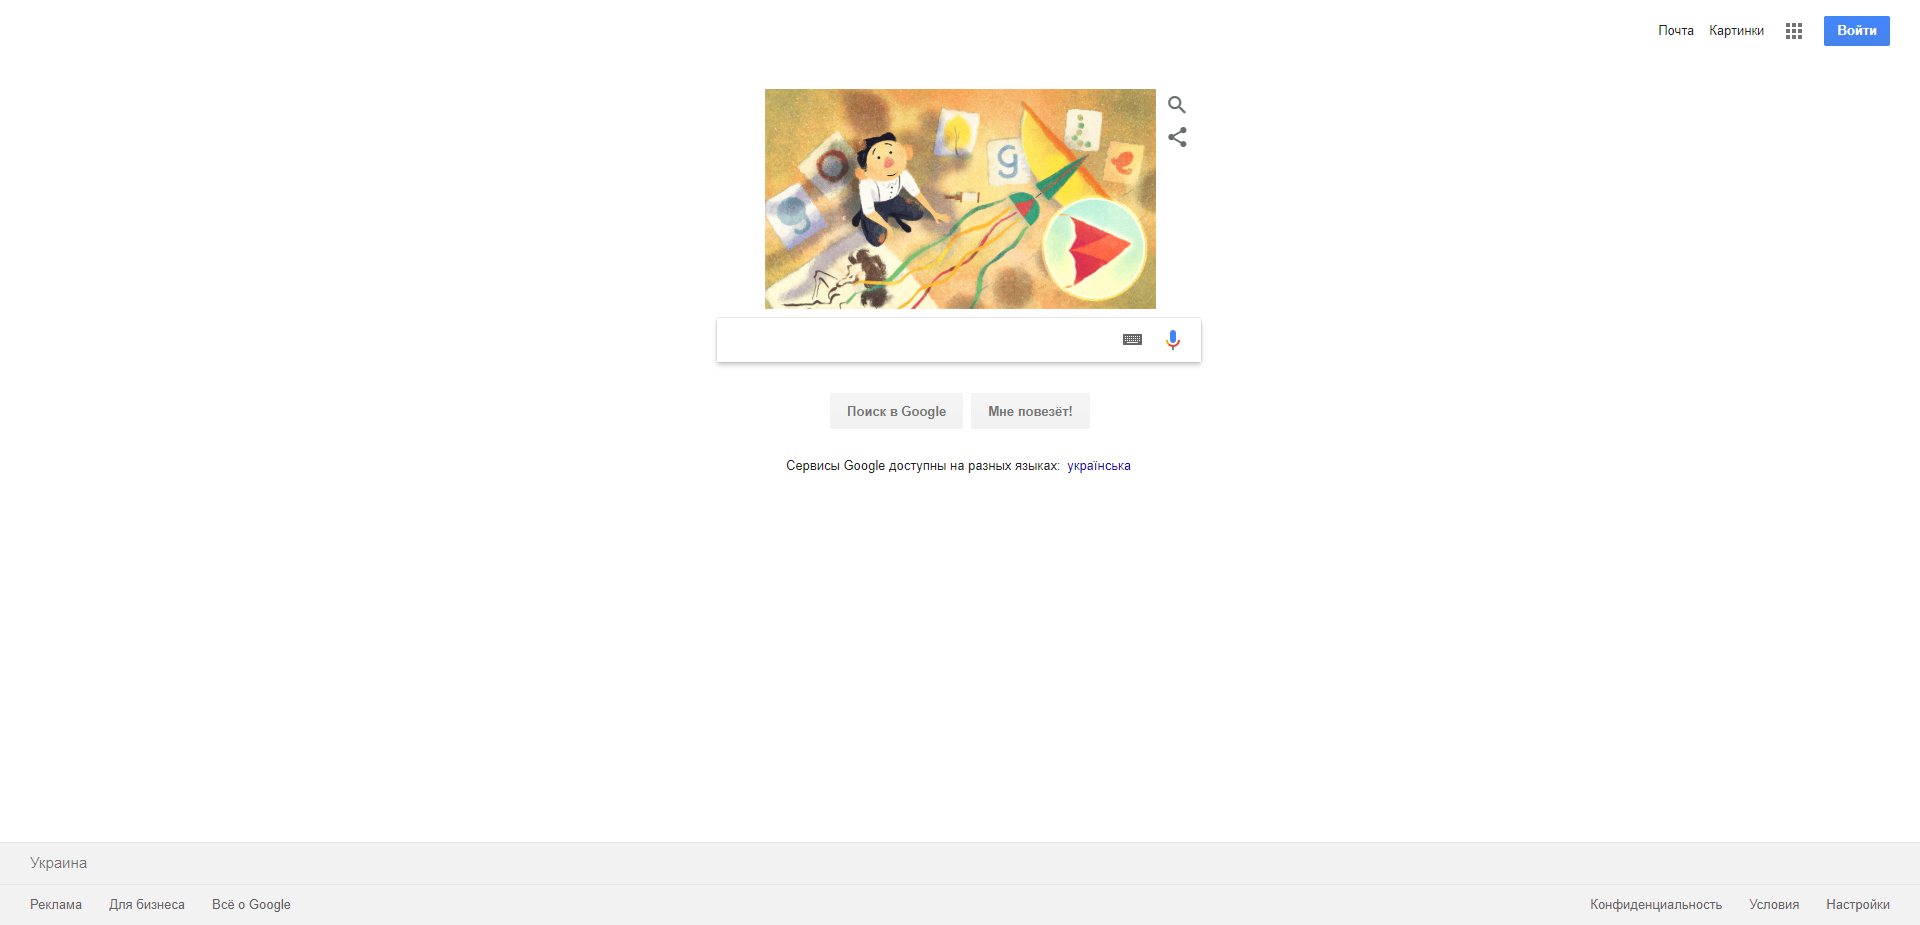 Почта Картинки Войти
g o g l e
Поиск в Google Мне повезёт!
Сервисы Google доступны на разных языках: українська
Украина
Реклама Для бизнеса Всё о Google Конфиденциальность Условия Настройки